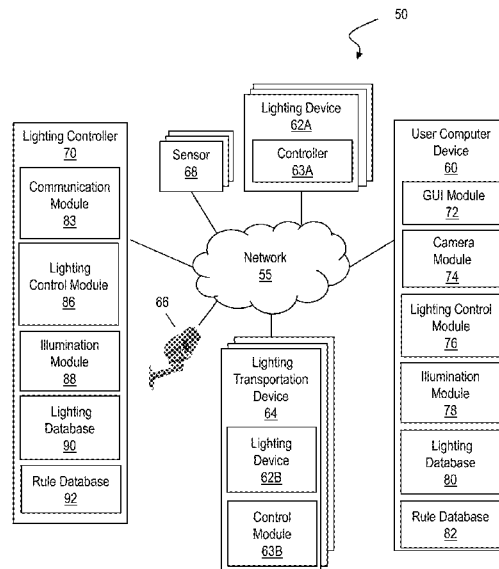 50
Lighting Controller
70
Communication
Module
83
Lighting
Control Module
86
Illumination
Module
88
Lighting
Database
90
Rule Database
92
Sensor
68
Lighting Device
62A
Controller
63A
Network
55
66
Lighting
Transportation
Device
64
Lighting
Device
62B
Control
Module
63B
User Computer
Device
60
GUI Module
72
Camera
Module
74
Lighting Control
Module
76
Illumination
Module
78
Lighting
Database
80
Rule Database
82